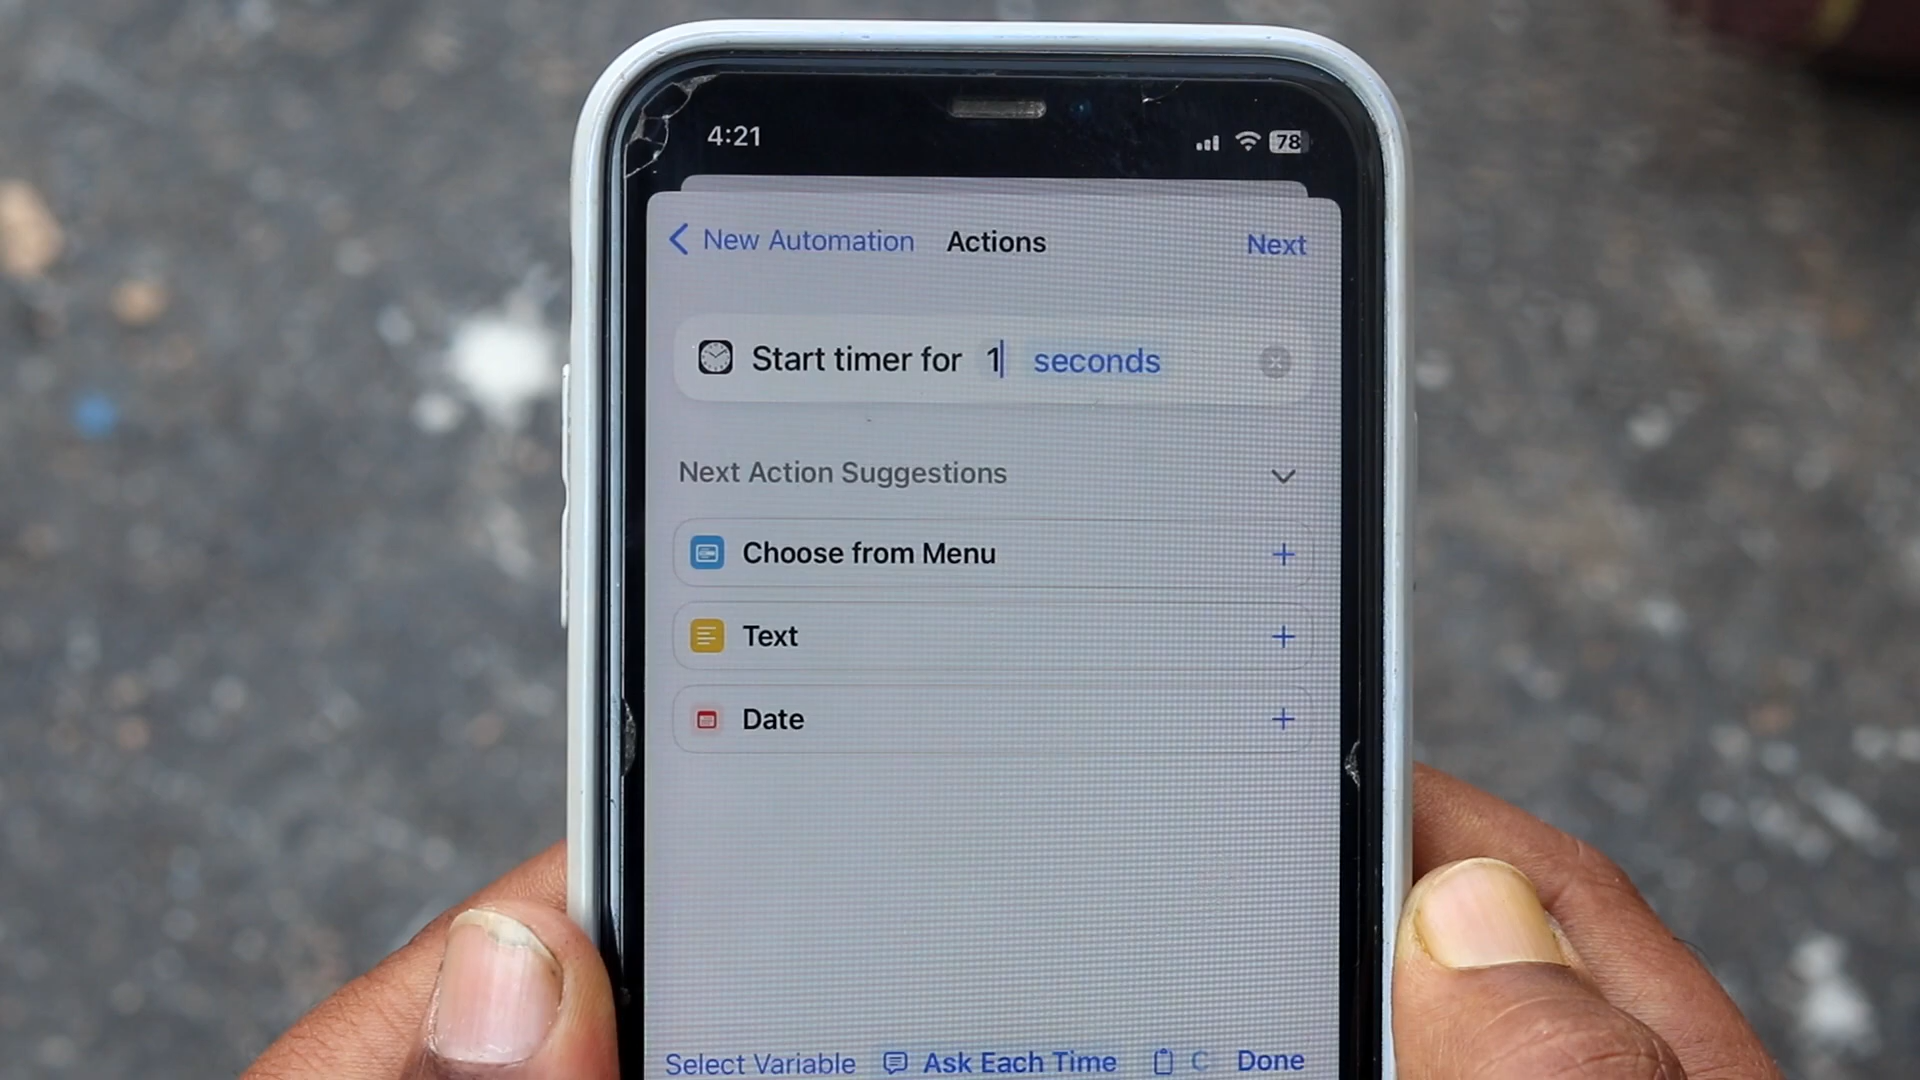 4:21
78
New Automation Actions Next
Start timer for 1 seconds
Next Action Suggestions
Choose from Menu
Text
Date
Select Variable Ask Each Time C Done